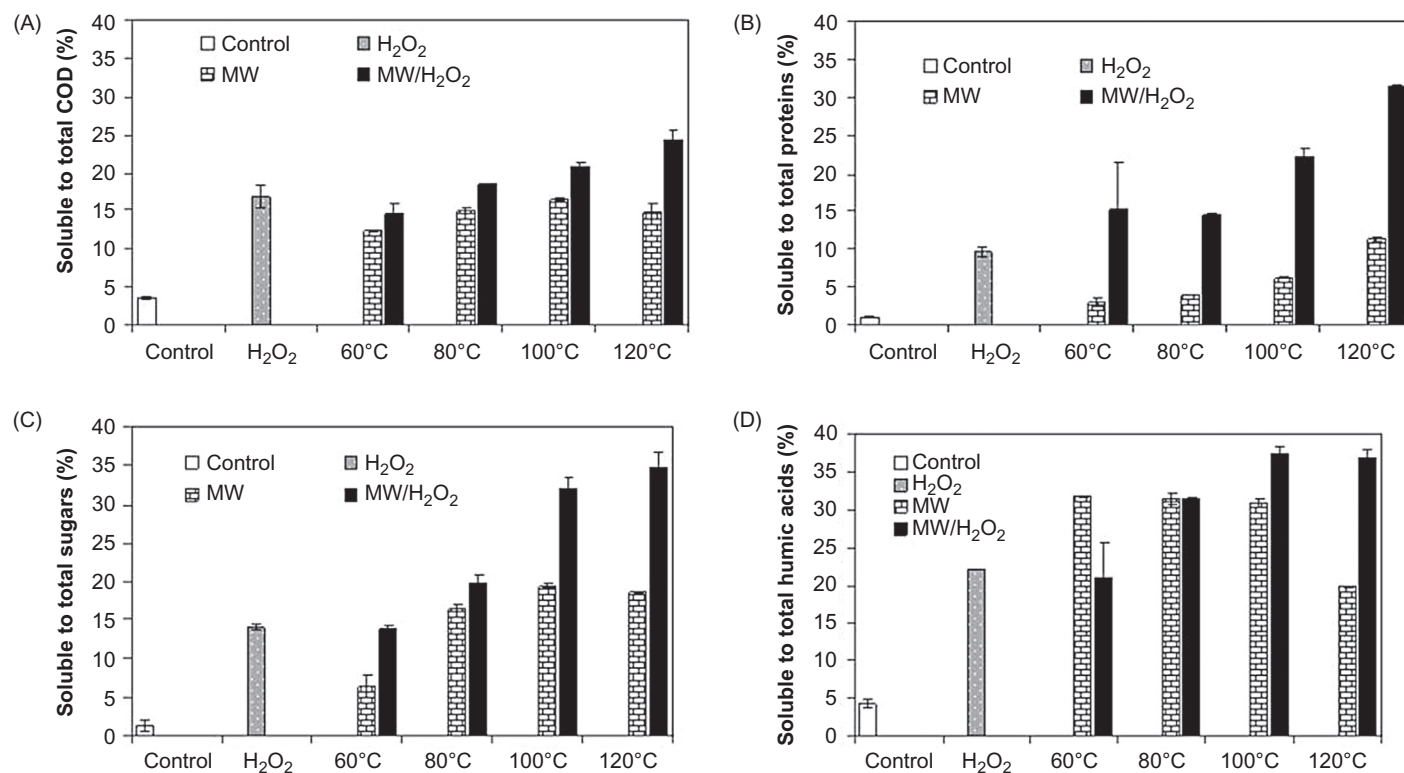 (A)
Soluble to total COD (%)
40
35
30
25
20
15
10
5
0
Control
H₂O₂
MW
MW/H₂O₂
Control
H₂O₂
60°C
80°C
100°C
120°C
(B)
Soluble to total proteins (%)
40
35
30
25
20
15
10
5
0
Control
H₂O₂
MW
MW/H₂O₂
Control
H₂O₂
60°C
80°C
100°C
120°C
(C)
Soluble to total sugars (%)
40
35
30
25
20
15
10
5
0
Control
H₂O₂
MW
MW/H₂O₂
Control
H₂O₂
60°C
80°C
100°C
120°C
(D)
Soluble to total humic acids (%)
40
35
30
25
20
15
10
5
0
Control
H₂O₂
MW
MW/H₂O₂
Control
H₂O₂
60°C
80°C
100°C
120°C